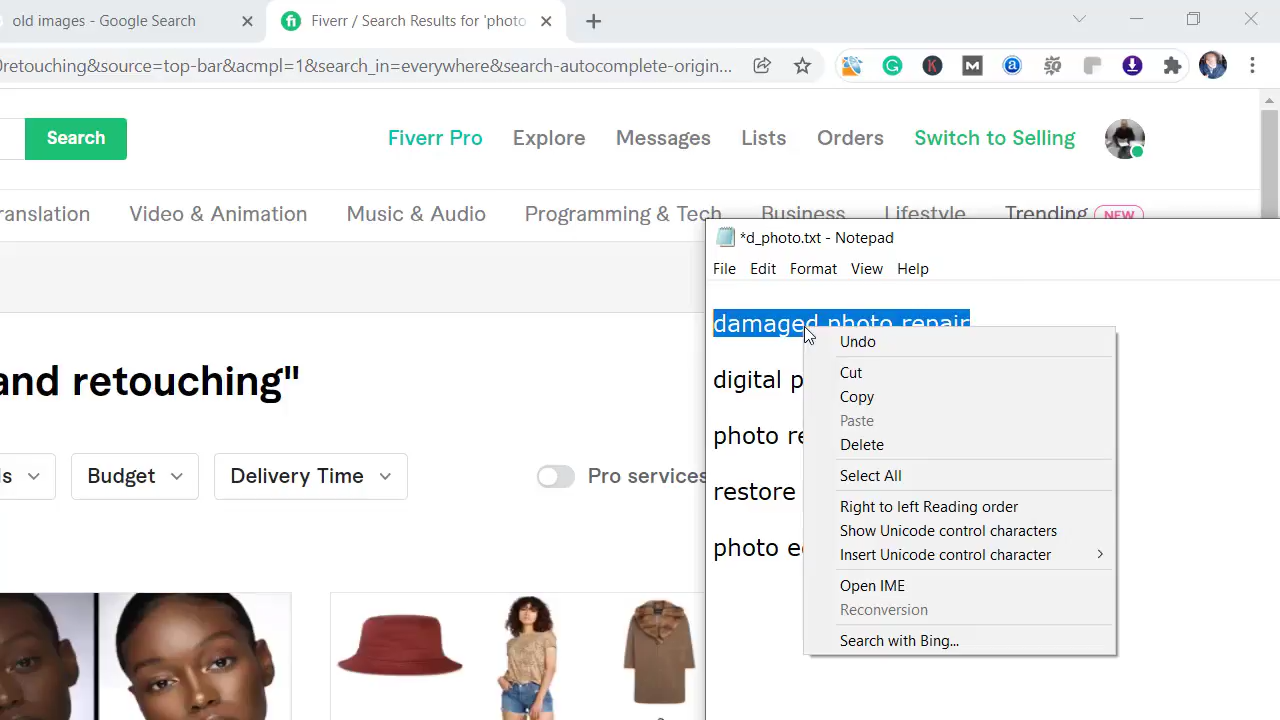 old images - Google Search
Fiverr / Search Results for 'photo
retouching&source=top-bar&acmpl=1&search_in=everywhere&search-autocomplete-origin...
Search
Fiverr Pro
Explore
Messages
Lists
Orders
Switch to Selling
ranslation
Video & Animation
Music & Audio
Programming & Tech
Business
Lifestyle
Trending
NEW
*d_photo.txt - Notepad
File Edit Format View Help
and retouching"
s
Budget
Delivery Time
Pro services
damaged photo repair
digital p
photo re
restore
photo e
Undo
Cut
Copy
Paste
Delete
Select All
Right to left Reading order
Show Unicode control characters
Insert Unicode control character
Open IME
Reconversion
Search with Bing...